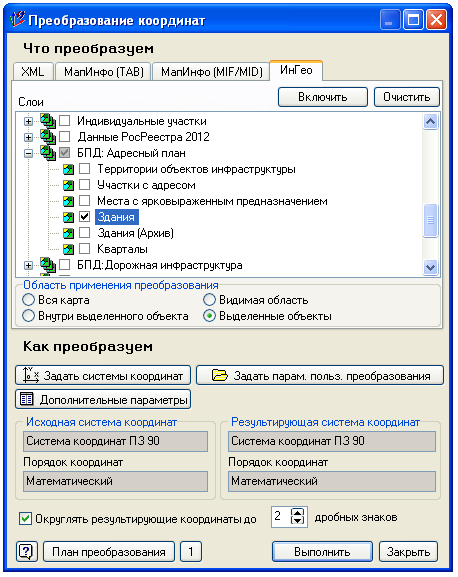 Преобразование координат
Что преобразуем
XML МапИнфо (TAB) МапИнфо (MIF/MID) ИнГео
Слои Включить Очистить
Индивидуальные участки
Данные РосРеестра 2012
БПД: Адресный план
Территории объектов инфраструктуры
Участки с адресом
Места с ярковыраженным предназначением
Здания
Здания (Архив)
Кварталы
БПД:Дорожная инфраструктура
Область применения преобразования
Вся карта Видимая область
Внутри выделенного объекта Выделенные объекты
Как преобразуем
Задать системы координат Задать парам. польз. преобразования
Дополнительные параметры
Исходная система координат Результирующая система координат
Система координат ПЗ 90 Система координат ПЗ 90
Порядок координат Порядок координат
Математический Математический
Округлять результирующие координаты до 2 дробных знаков
? План преобразования 1 Выполнить Закрыть